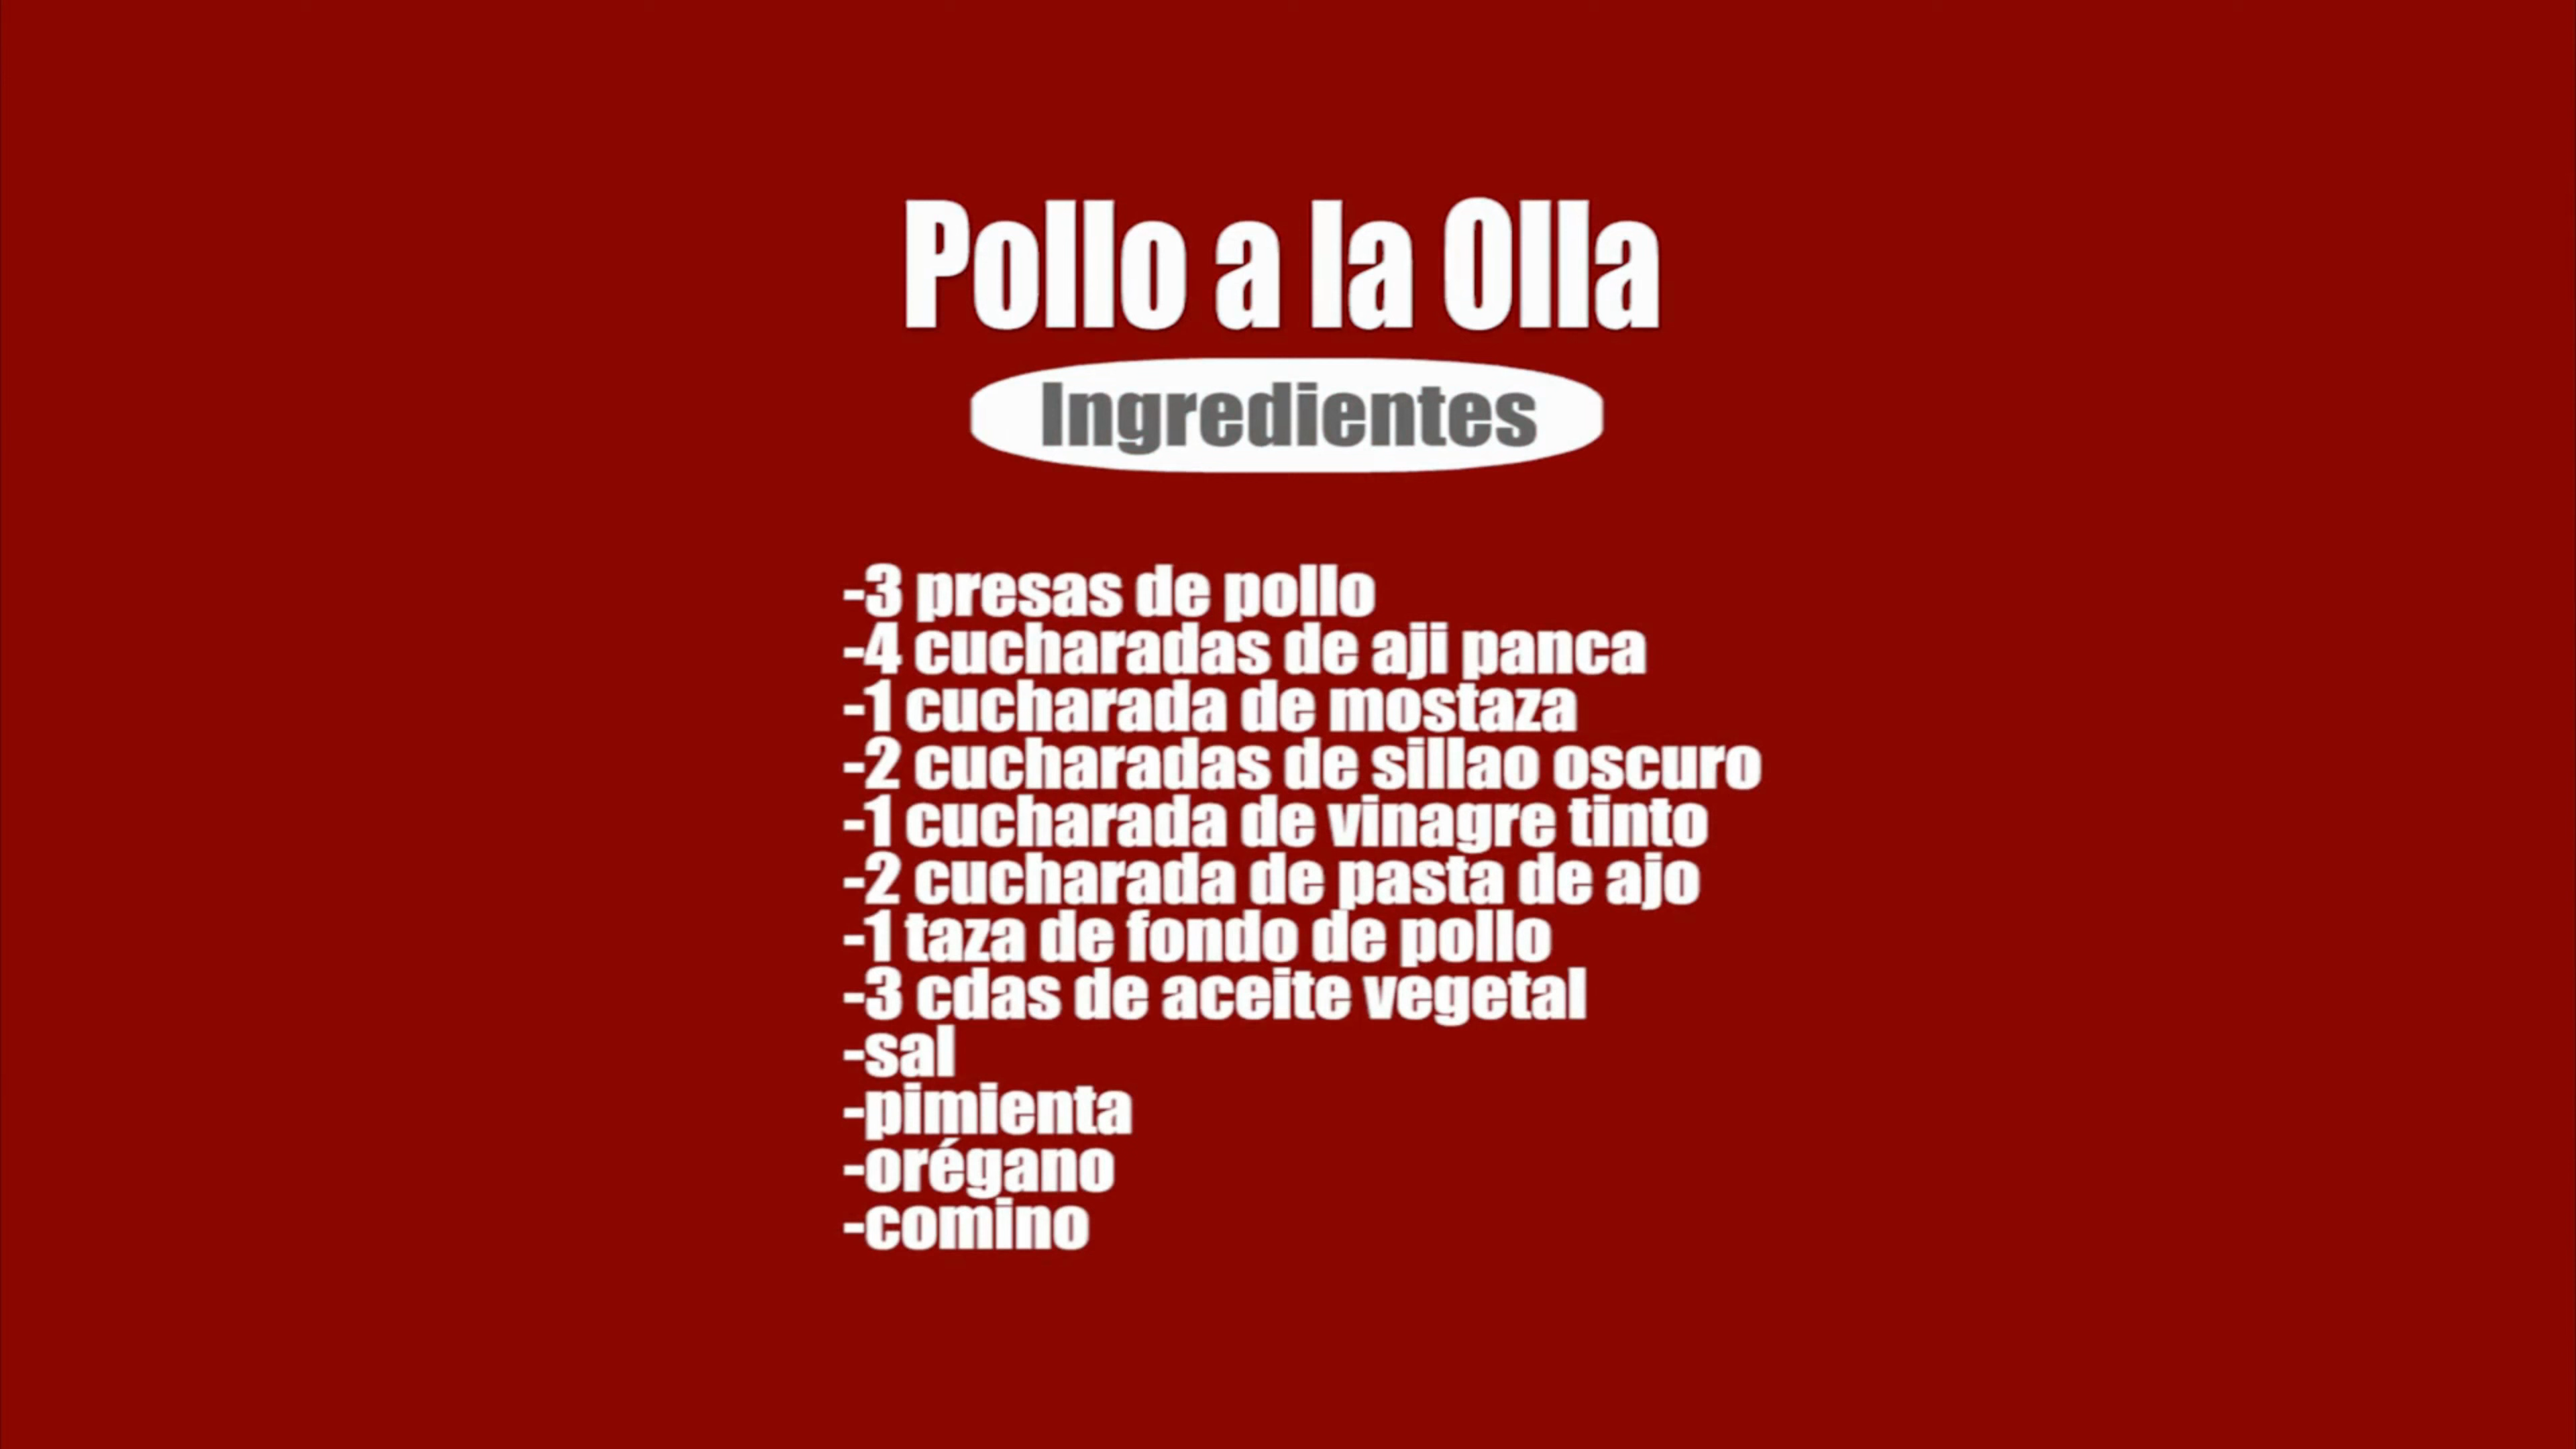 Pollo a la Olla
Ingredientes
-3 presas de pollo
-4 cucharadas de aji panca
-1 cucharada de mostaza
-2 cucharadas de sillao oscuro
-1 cucharada de vinagre tinto
-2 cucharada de pasta de ajo
-1 taza de fondo de pollo
-3 cdas de aceite vegetal
-sal
-pimienta
-orégano
-comino